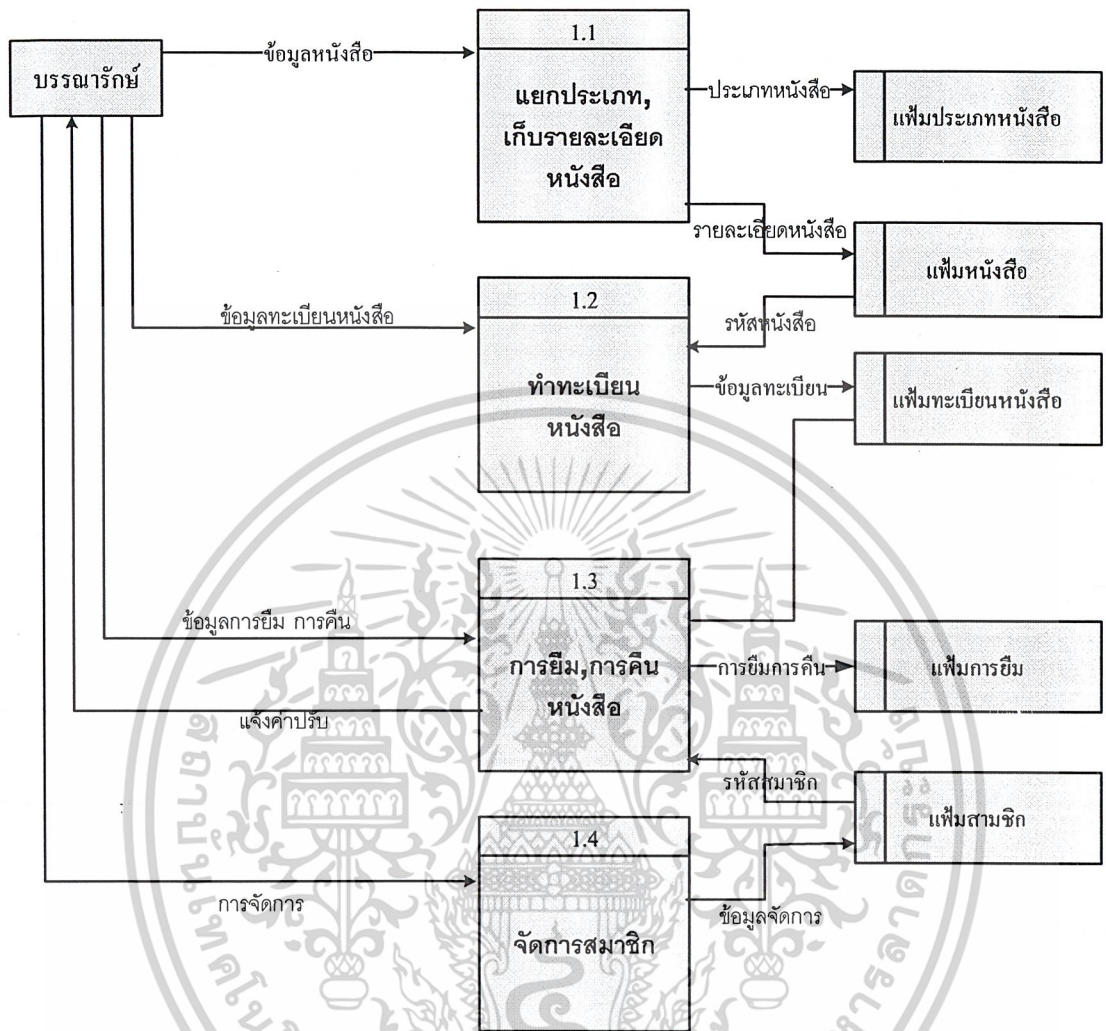 บรรณารักษ์
ข้อมูลหนังสือ
1.1
แยกประเภท,
เก็บรายละเอียด
หนังสือ
ประเภทหนังสือ
แฟ้มประเภทหนังสือ
รายละเอียดหนังสือ
แฟ้มหนังสือ
ข้อมูลทะเบียนหนังสือ
1.2
ทำทะเบียน
หนังสือ
รหัสหนังสือ
ข้อมูลทะเบียน
แฟ้มทะเบียนหนังสือ
ข้อมูลการยืม การคืน
1.3
การยืม,การคืน
หนังสือ
แจ้งค่าปรับ
การยืมการคืน
แฟ้มการยืม
รหัสสมาชิก
แฟ้มสามชิก
การจัดการ
1.4
จัดการสมาชิก
ข้อมูลจัดการ